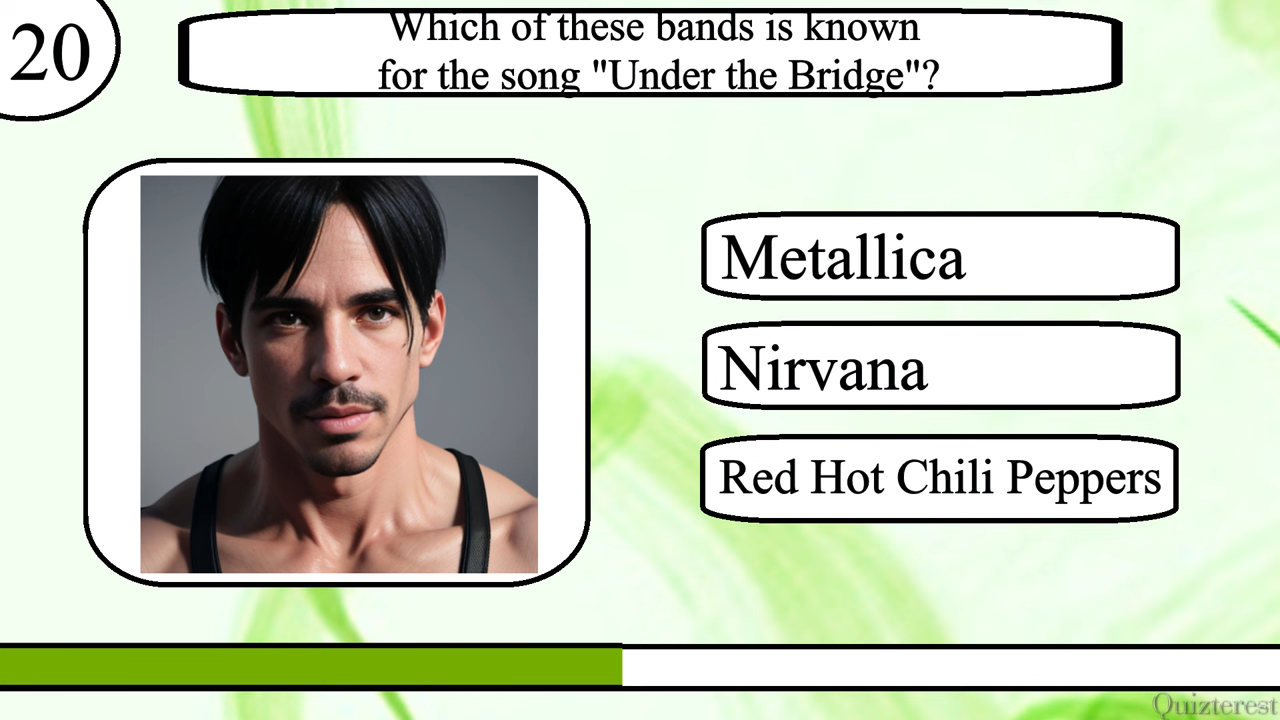 20
Which of these bands is known
for the song "Under the Bridge"?
Metallica
Nirvana
Red Hot Chili Peppers
Quizterest